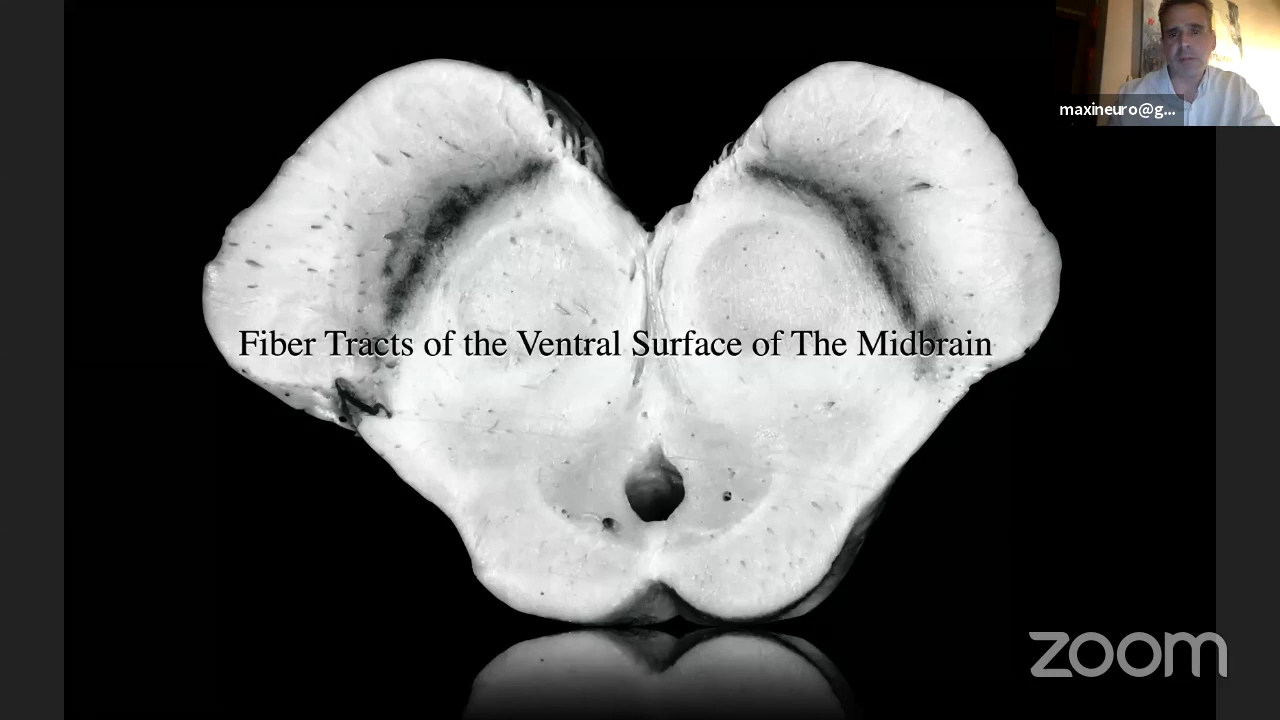 maxineuro@g...
Fiber Tracts of the Ventral Surface of The Midbrain
zoom